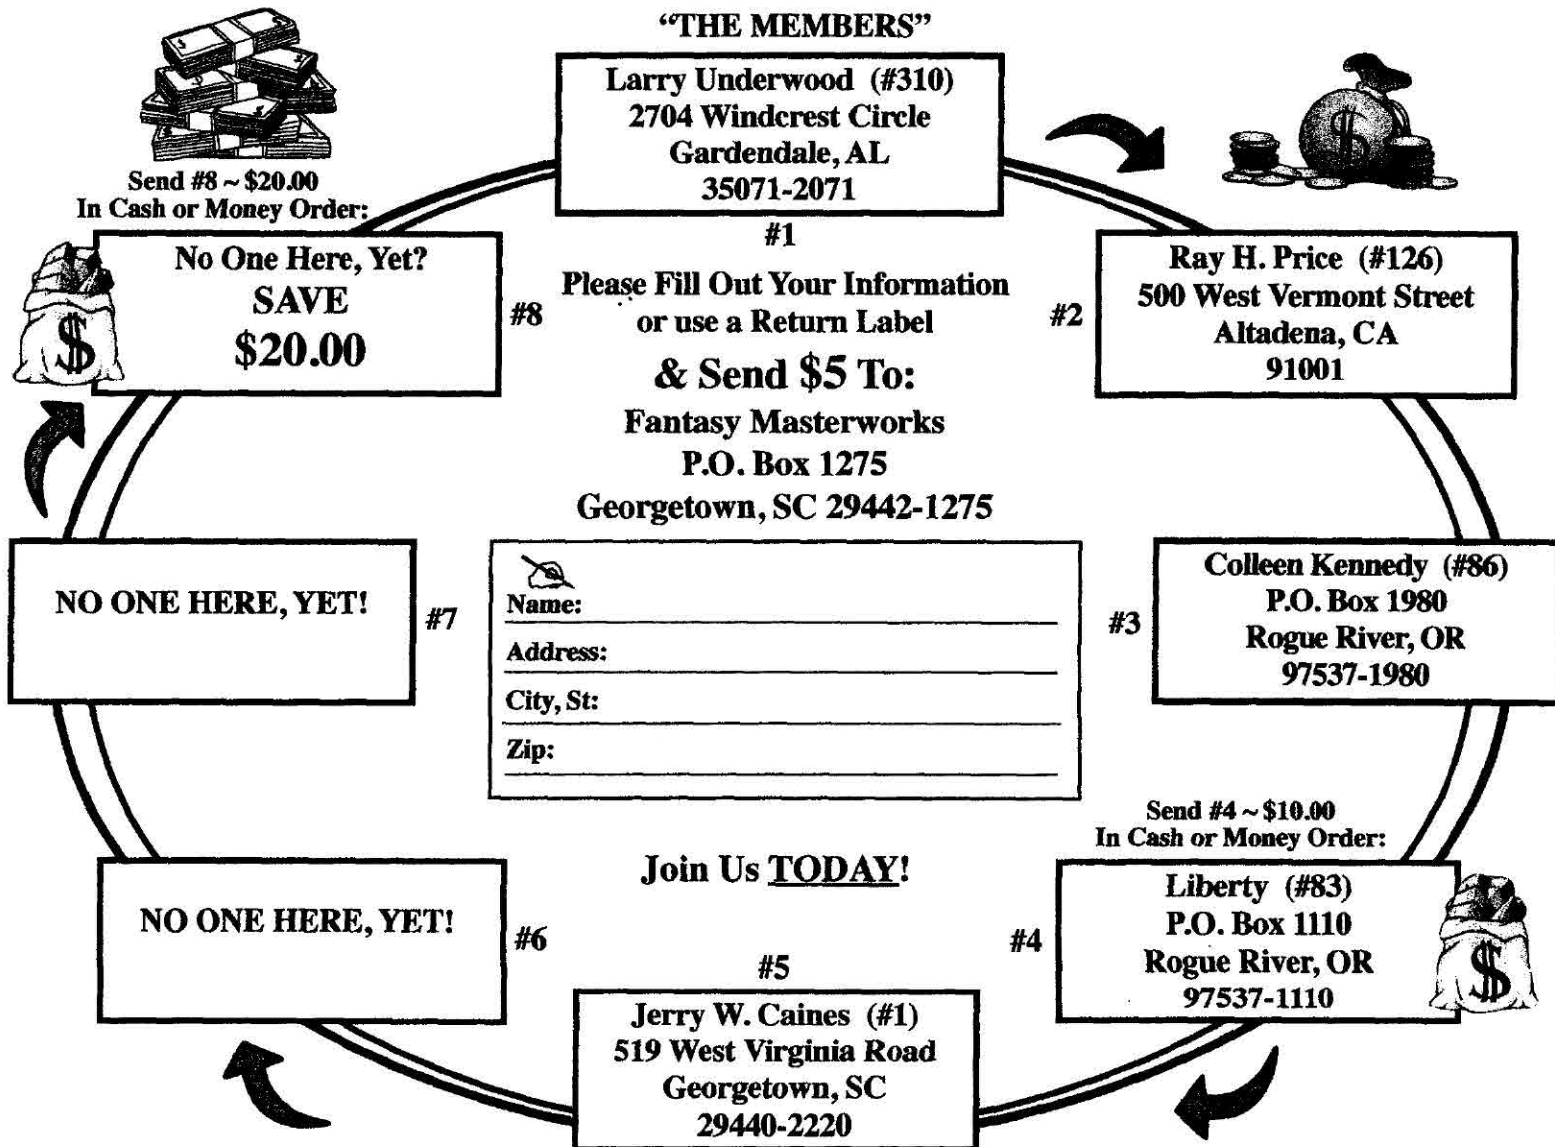 “THE MEMBERS”
Larry Underwood (#310)
2704 Windcrest Circle
Gardendale, AL
35071-2071
#1
Send #8 ~ $20.00
In Cash or Money Order:
No One Here, Yet?
SAVE
$20.00
#8
Please Fill Out Your Information
or use a Return Label
& Send $5 To:
Fantasy Masterworks
P.O. Box 1275
Georgetown, SC 29442-1275
#2
Ray H. Price (#126)
500 West Vermont Street
Altadena, CA
91001
NO ONE HERE, YET!
#7
Name:
Address:
City, St:
Zip:
#3
Colleen Kennedy (#86)
P.O. Box 1980
Rogue River, OR
97537-1980
Send #4 ~ $10.00
In Cash or Money Order:
Liberty (#83)
P.O. Box 1110
Rogue River, OR
97537-1110
#4
Join Us TODAY!
NO ONE HERE, YET!
#6
#5
Jerry W. Caines (#1)
519 West Virginia Road
Georgetown, SC
29440-2220
$
$
$